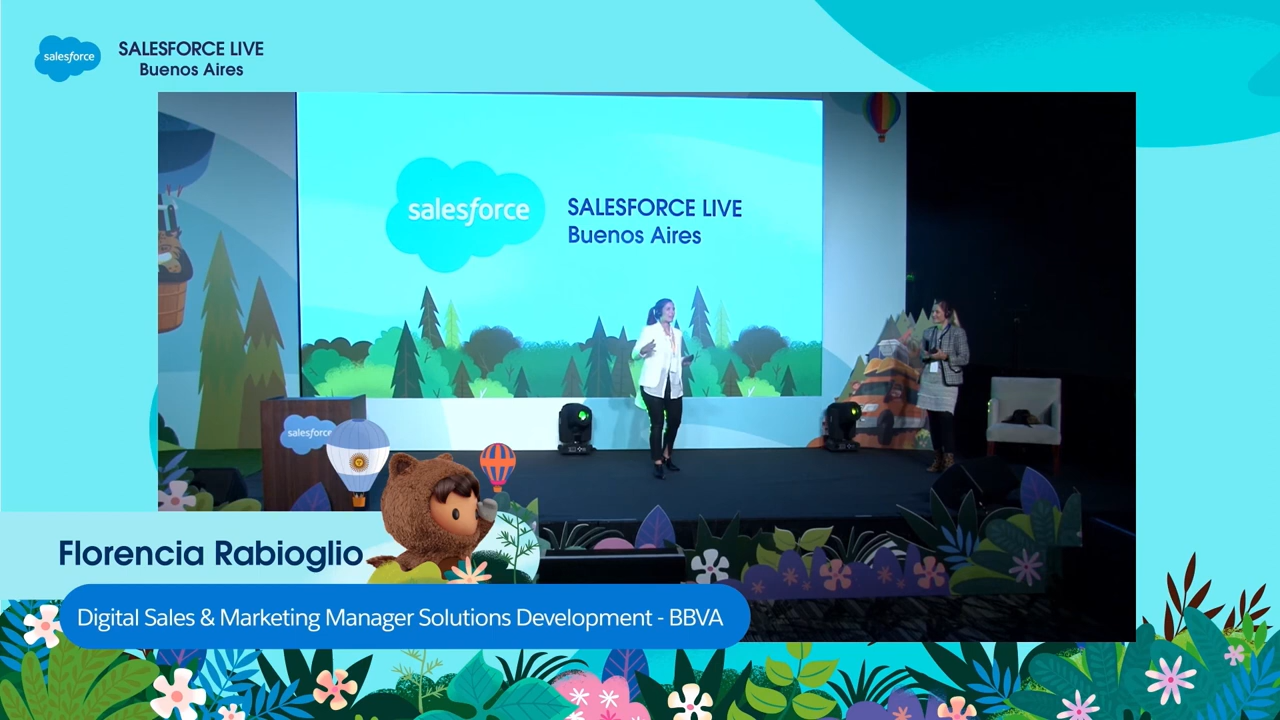 salesforce
SALESFORCE LIVE
Buenos Aires
salesforce
SALESFORCE LIVE
Buenos Aires
salesforce
Florencia Rabioglio
Digital Sales & Marketing Manager Solutions Development - BBVA